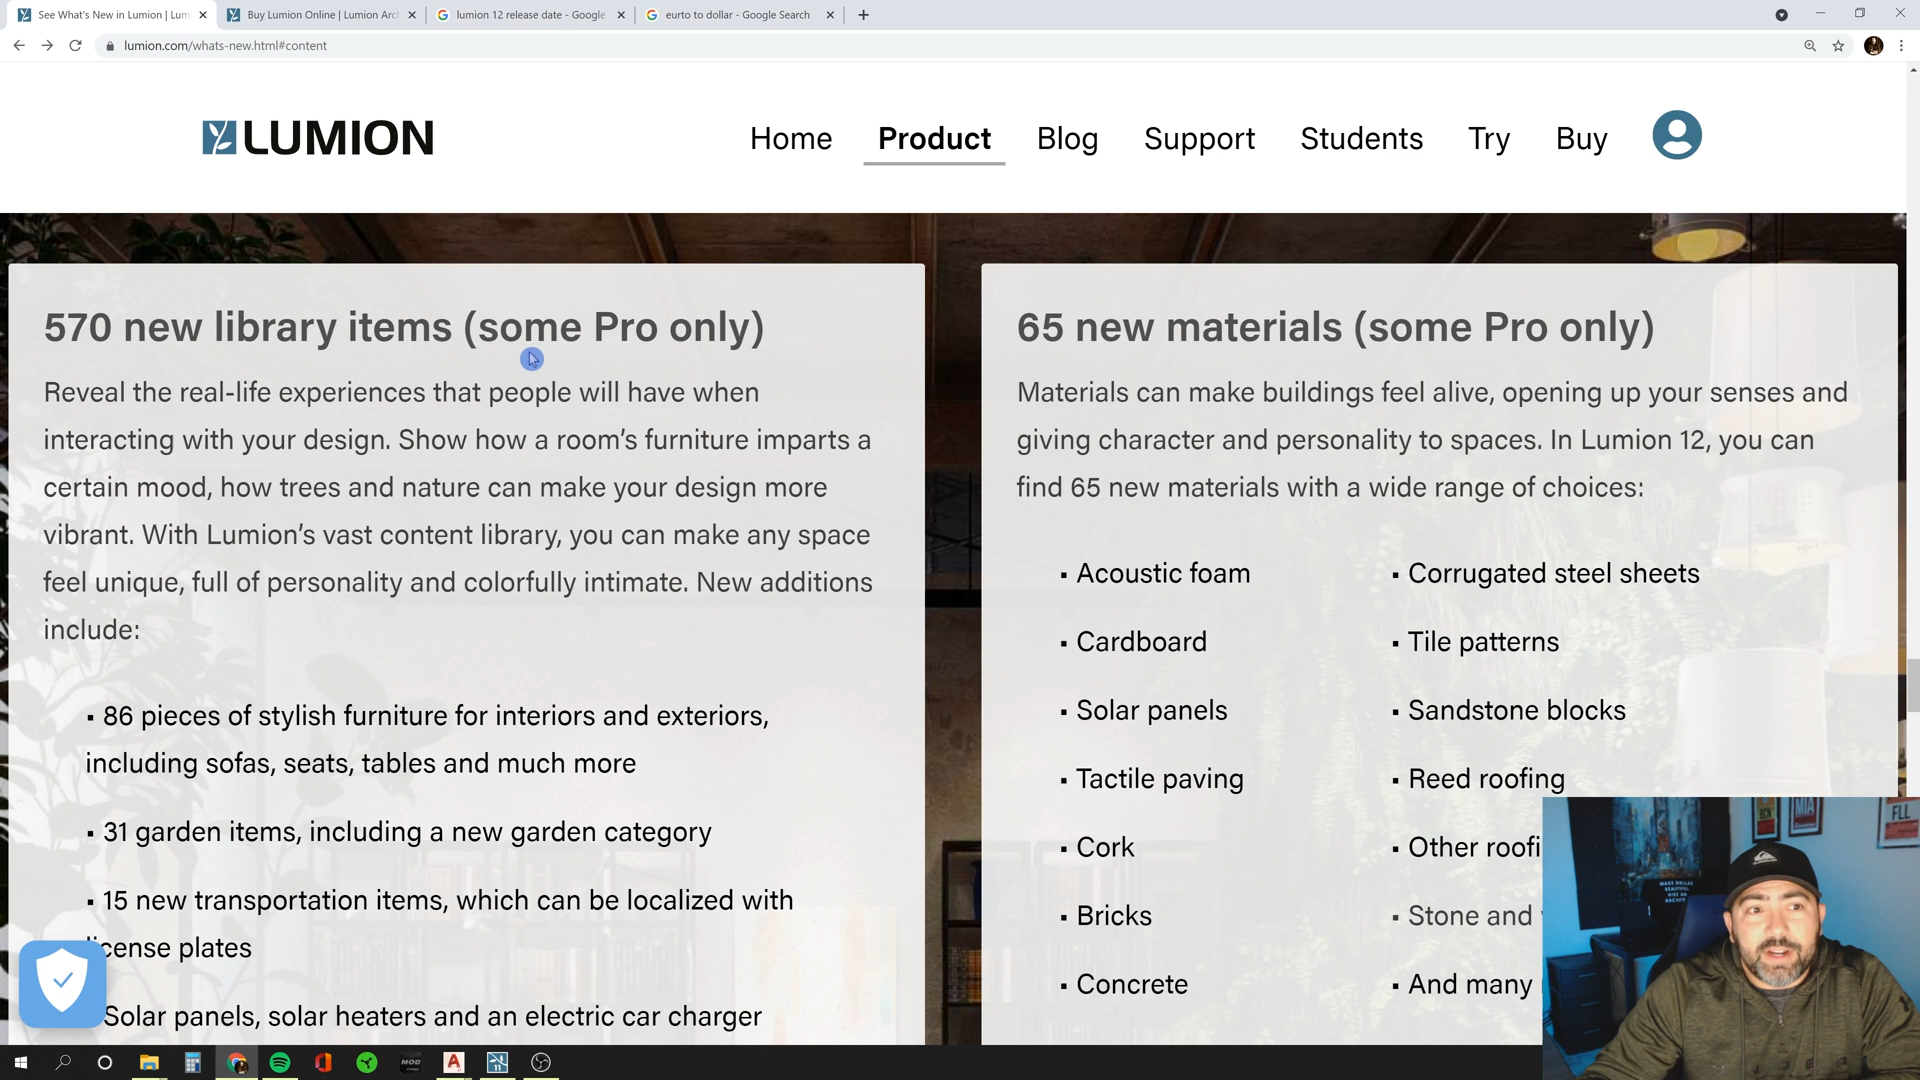 See What's New in Lumion | Lum
Buy Lumion Online | Lumion Arc
lumion 12 release date - Google
eurto to dollar - Google Search
lumion.com/whats-new.html#content
LUMION
Home
Product
Blog
Support
Students
Try
Buy
570 new library items (some Pro only)
Reveal the real-life experiences that people will have when
interacting with your design. Show how a room's furniture imparts a
certain mood, how trees and nature can make your design more
vibrant. With Lumion's vast content library, you can make any space
feel unique, full of personality and colorfully intimate. New additions
include:
▪ 86 pieces of stylish furniture for interiors and exteriors,
including sofas, seats, tables and much more
▪ 31 garden items, including a new garden category
▪ 15 new transportation items, which can be localized with
license plates
Solar panels, solar heaters and an electric car charger
65 new materials (some Pro only)
Materials can make buildings feel alive, opening up your senses and
giving character and personality to spaces. In Lumion 12, you can
find 65 new materials with a wide range of choices:
▪ Acoustic foam
▪ Cardboard
▪ Solar panels
▪ Tactile paving
▪ Cork
▪ Bricks
▪ Concrete
▪ Corrugated steel sheets
▪ Tile patterns
▪ Sandstone blocks
▪ Reed roofing
▪ Other roofi
▪ Stone and
▪ And many
BCN
MIA
FLL
MAKE DALLAS
BEAUTIFUL
MOD
A
11